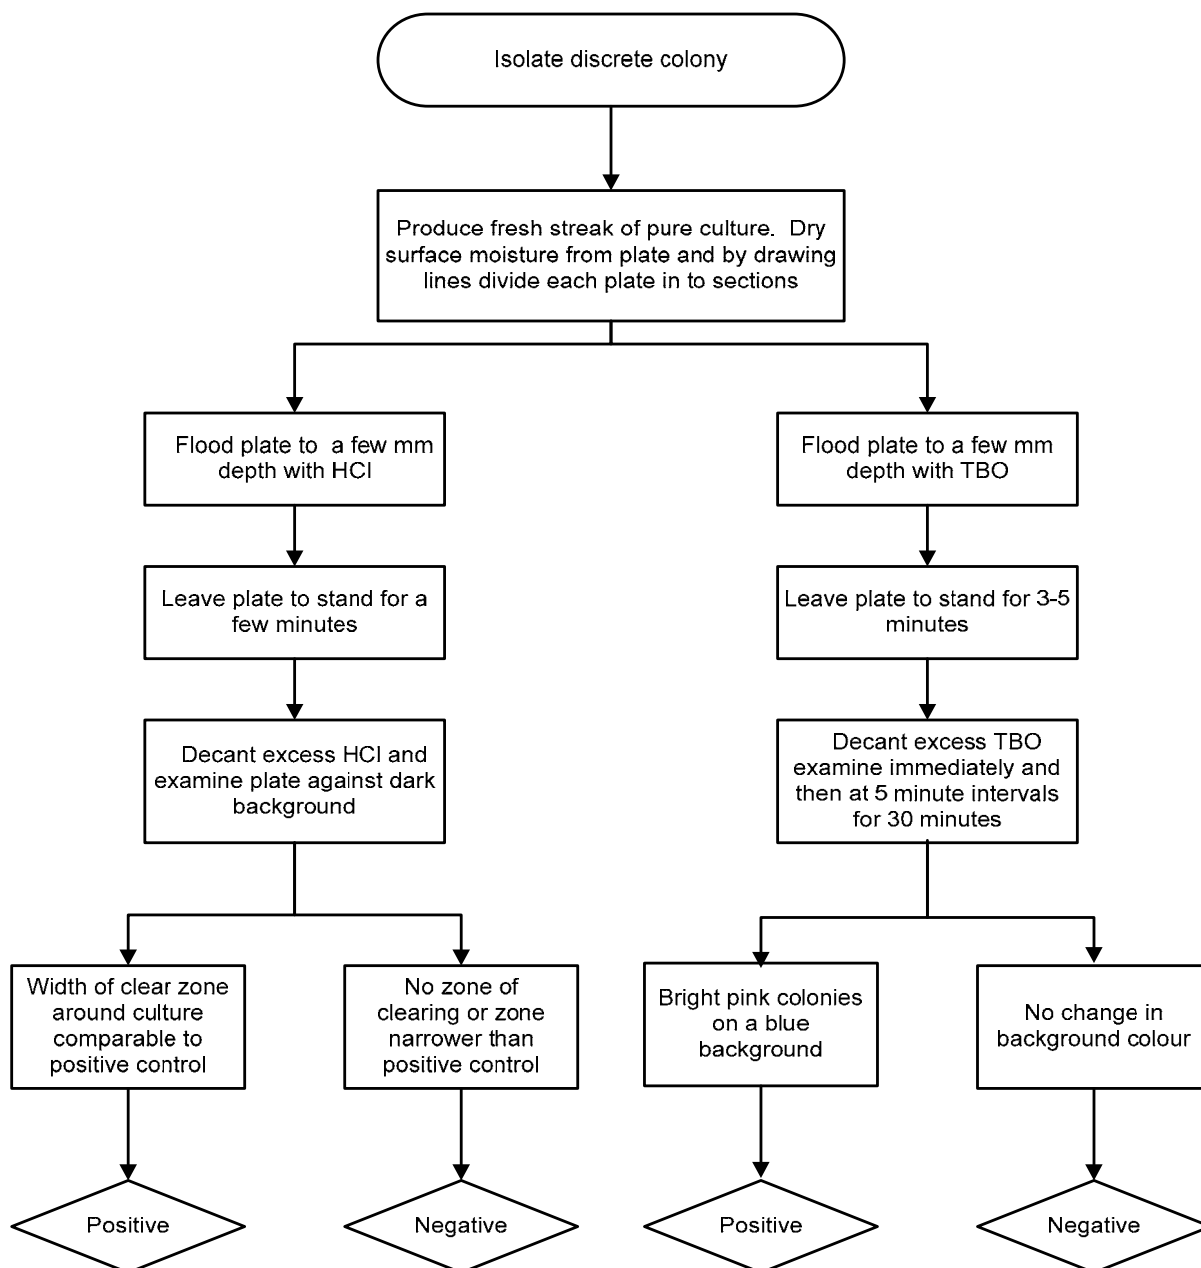 Isolate discrete colony
Produce fresh streak of pure culture.  Dry
surface moisture from plate and by drawing
lines divide each plate in to sections
Flood plate to  a few mm
depth with HCl
Leave plate to stand for a
few minutes
Decant excess HCl and
examine plate against dark
background
Width of clear zone
around culture
comparable to
positive control
Positive
No zone of
clearing or zone
narrower than
positive control
Negative
Flood plate to a few mm
depth with TBO
Leave plate to stand for 3-5
minutes
Decant excess TBO
examine immediately and
then at 5 minute intervals
for 30 minutes
Bright pink colonies
on a blue
background
Positive
No change in
background colour
Negative